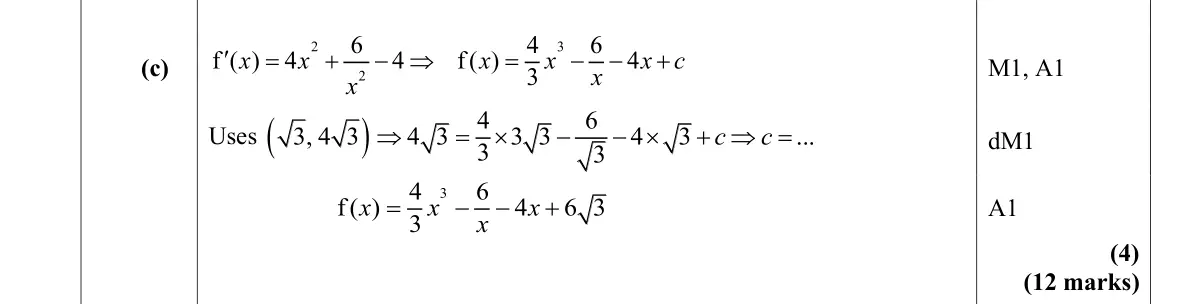 (c) f′(x) = 4x² + 6/x² − 4 ⇒ f(x) = 4/3 x³ − 6/x − 4x + c M1, A1
Uses (√3, 4√3) ⇒ 4√3 = 4/3 × 3√3 − 6/√3 − 4 × √3 + c ⇒ c = ... dM1
f(x) = 4/3 x³ − 6/x − 4x + 6√3 A1
(4)
(12 marks)